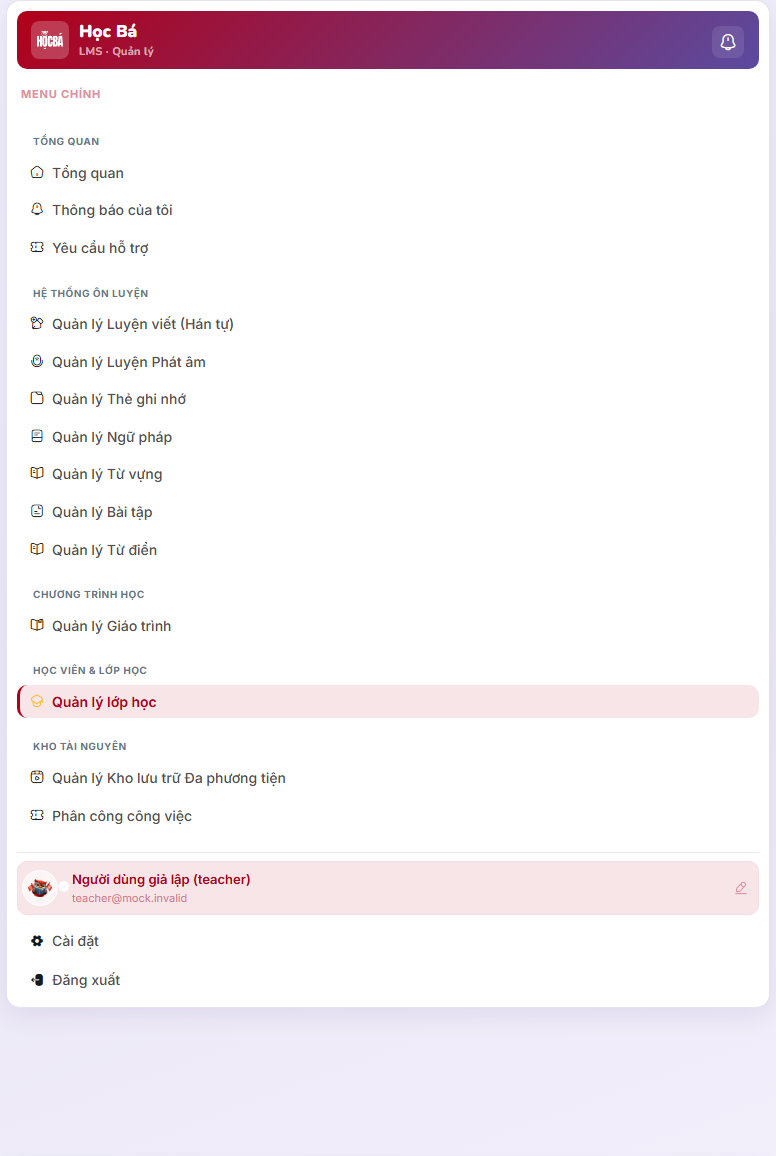 HỌCBÁ
Học Bá
LMS · Quản lý
MENU CHÍNH
TỔNG QUAN
Tổng quan
Thông báo của tôi
Yêu cầu hỗ trợ
HỆ THỐNG ÔN LUYỆN
Quản lý Luyện viết (Hán tự)
Quản lý Luyện Phát âm
Quản lý Thẻ ghi nhớ
Quản lý Ngữ pháp
Quản lý Từ vựng
Quản lý Bài tập
Quản lý Từ điển
CHƯƠNG TRÌNH HỌC
Quản lý Giáo trình
HỌC VIÊN & LỚP HỌC
Quản lý lớp học
KHO TÀI NGUYÊN
Quản lý Kho lưu trữ Đa phương tiện
Phân công công việc
Người dùng giả lập (teacher)
teacher@mock.invalid
Cài đặt
Đăng xuất